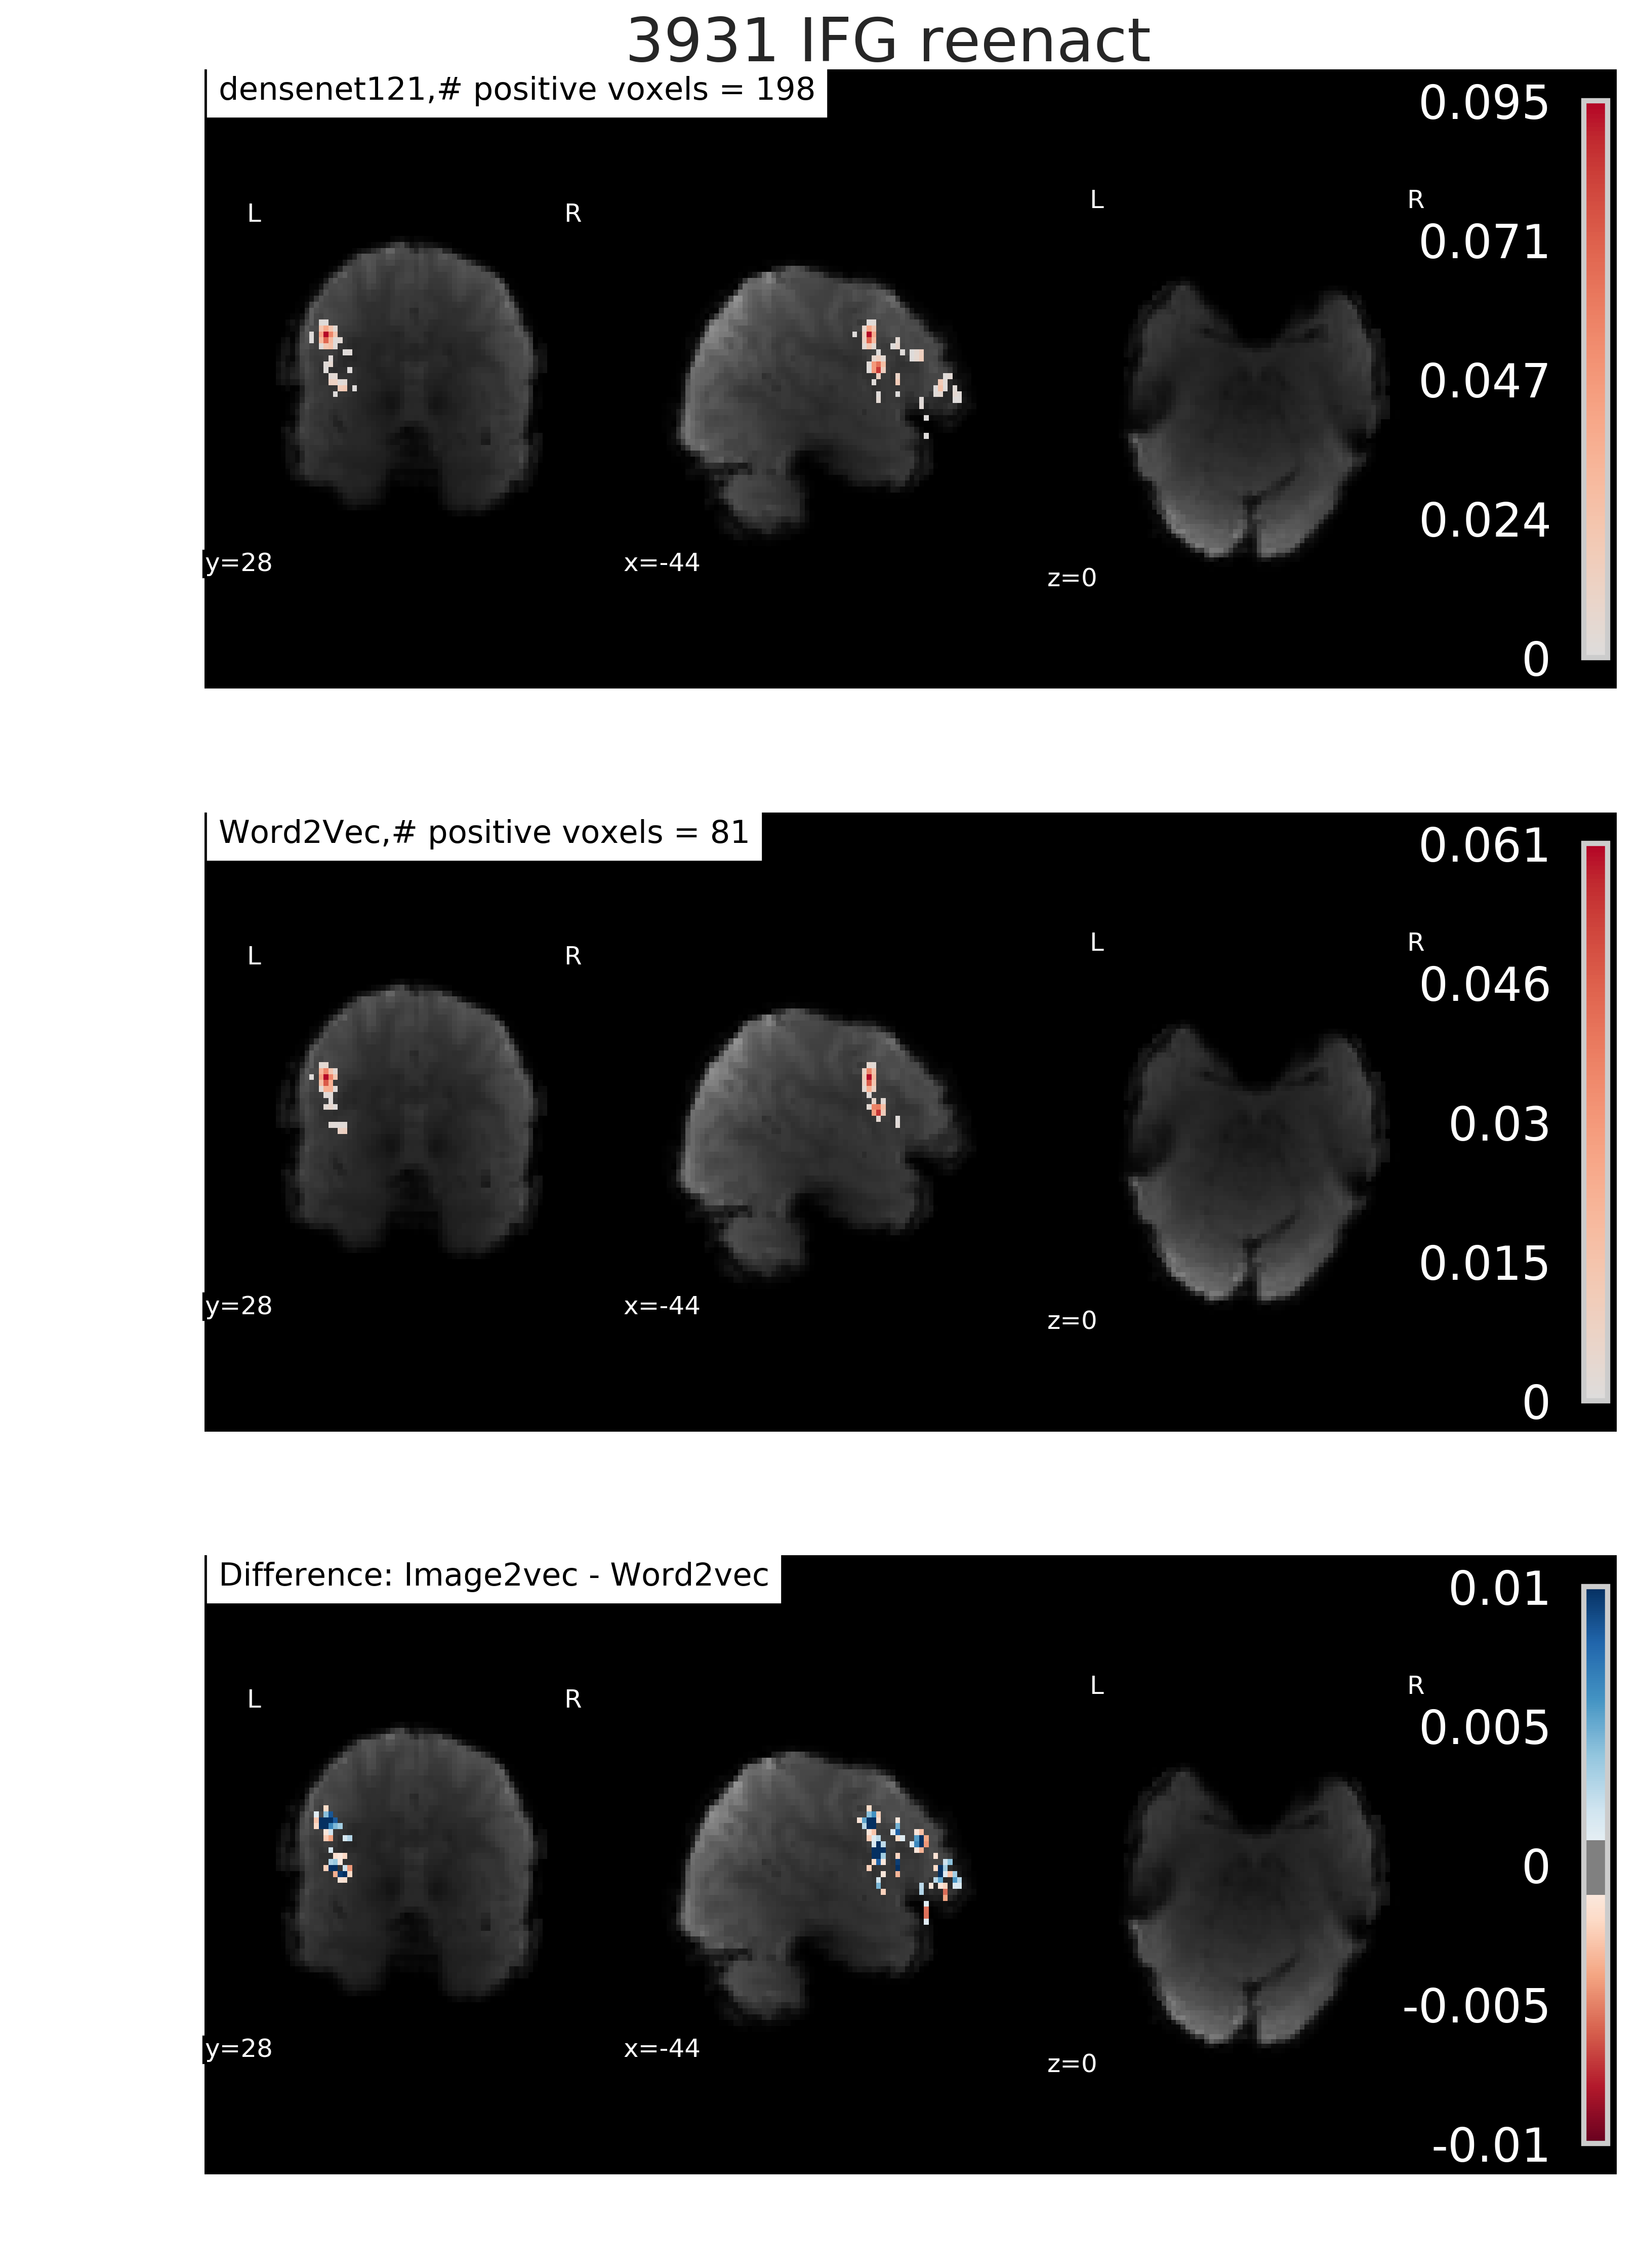 3931 IFG reenact
densenet121,# positive voxels = 198
0.095
L
R
L
R
0.071
0.047
0.024
y=28
x=-44
z=0
0
Word2Vec,# positive voxels = 81
0.061
L
R
L
R
0.046
0.03
0.015
y=28
x=-44
z=0
0
Difference: Image2vec - Word2vec
0.01
L
R
L
R
0.005
0
-0.005
y=28
x=-44
z=0
-0.01